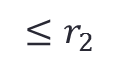 ≤ r₂